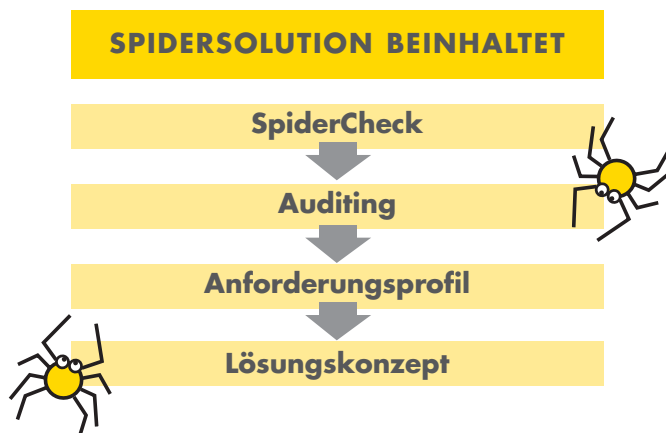 SPIDERSOLUTION BEINHALTET
SpiderCheck
Auditing
Anforderungsprofil
Lösungskonzept